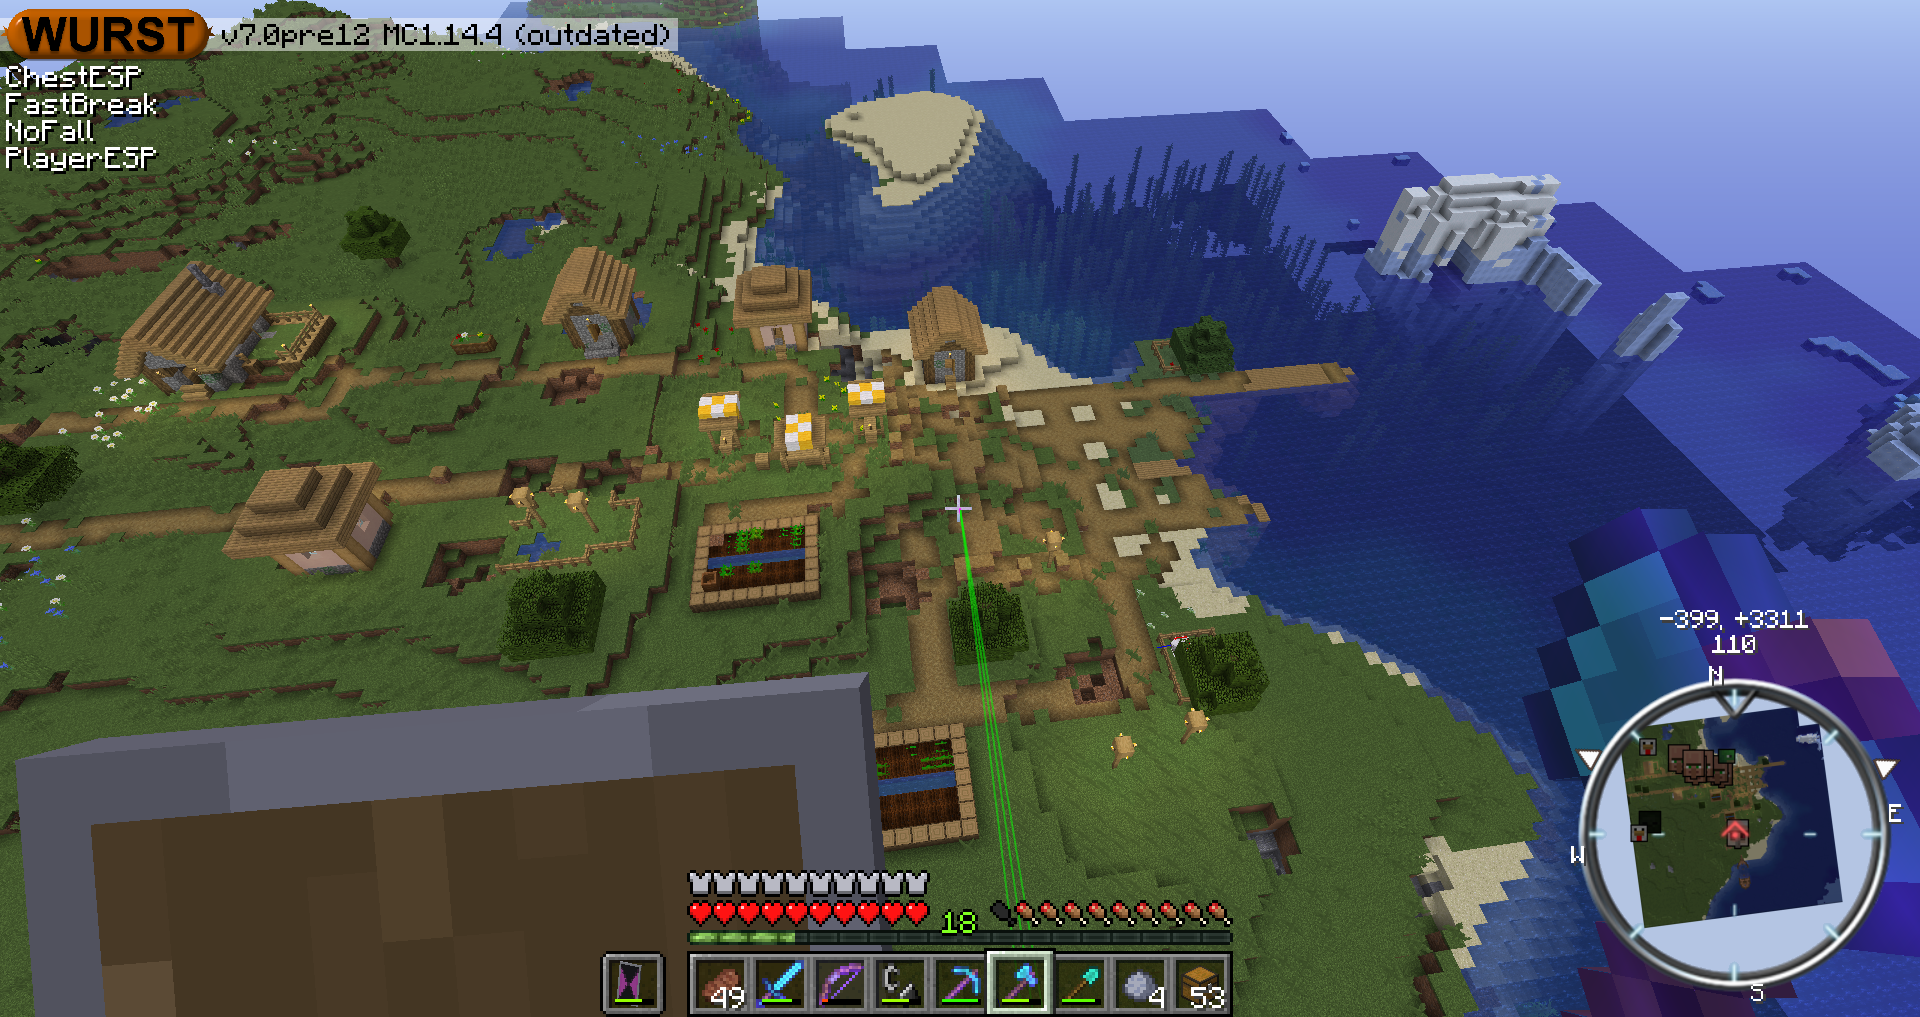 WURST v7.0pre12 MC1.14.4 (outdated)
ChestESP
FastBreak
NoFall
PlayerESP
-399, +3311
110
N
E
W
S
18
49
4
53